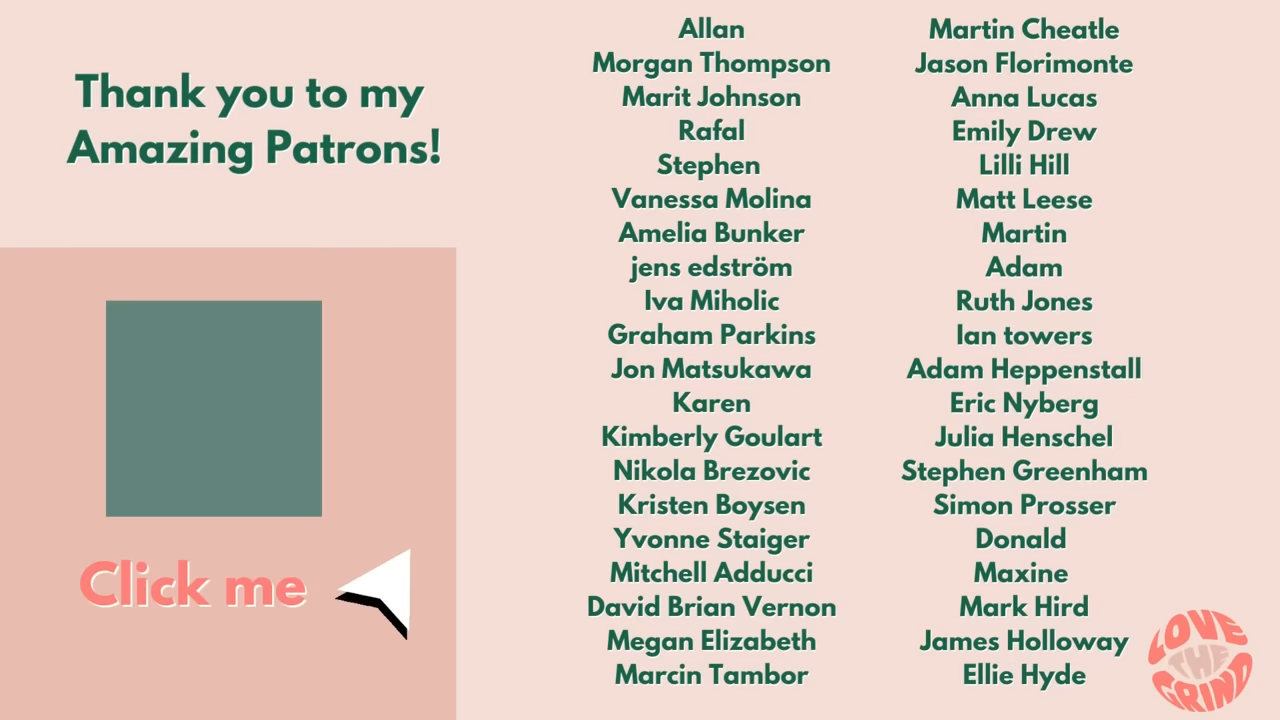 Thank you to my
Amazing Patrons!
Click me
Allan
Morgan Thompson
Marit Johnson
Rafal
Stephen
Vanessa Molina
Amelia Bunker
jens edström
Iva Miholic
Graham Parkins
Jon Matsukawa
Karen
Kimberly Goulart
Nikola Brezovic
Kristen Boysen
Yvonne Staiger
Mitchell Adducci
David Brian Vernon
Megan Elizabeth
Marcin Tambor
Martin Cheatle
Jason Florimonte
Anna Lucas
Emily Drew
Lilli Hill
Matt Leese
Martin
Adam
Ruth Jones
Ian towers
Adam Heppenstall
Eric Nyberg
Julia Henschel
Stephen Greenham
Simon Prosser
Donald
Maxine
Mark Hird
James Holloway
Ellie Hyde
LOVE
THE
GRIND